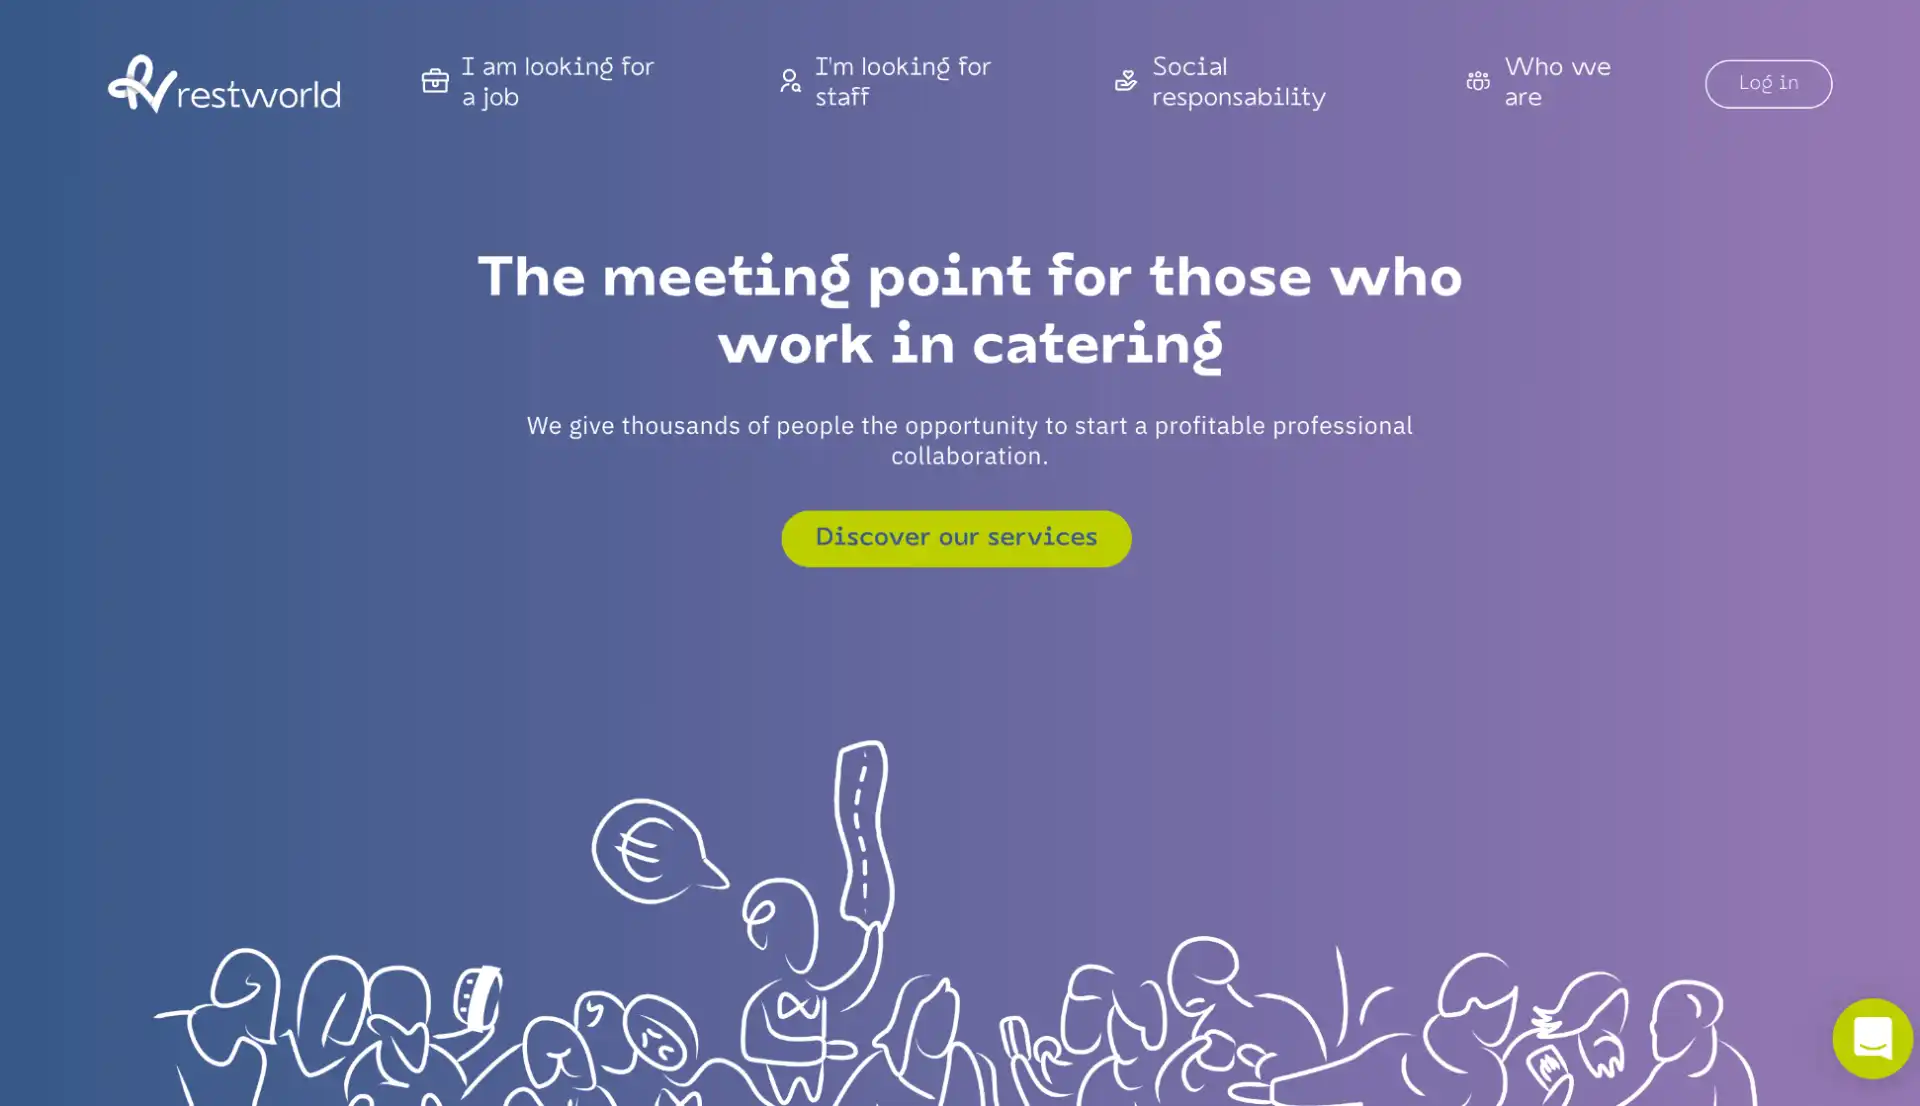 restworld
I am looking for
a job
I'm looking for
staff
Social
responsability
Who we
are
Log in
The meeting point for those who
work in catering
We give thousands of people the opportunity to start a profitable professional
collaboration.
Discover our services
€